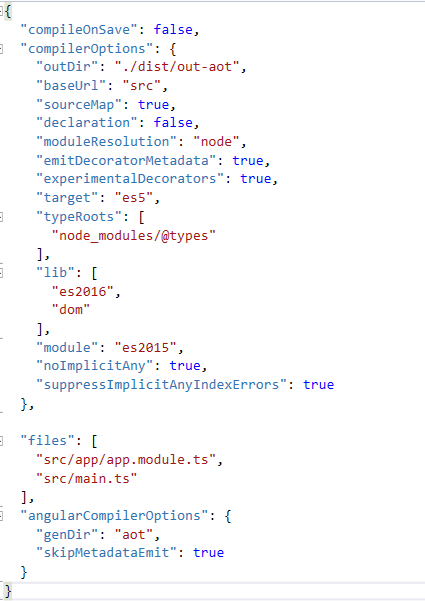 {
  "compileOnSave": false,
  "compilerOptions": {
    "outDir": "./dist/out-aot",
    "baseUrl": "src",
    "sourceMap": true,
    "declaration": false,
    "moduleResolution": "node",
    "emitDecoratorMetadata": true,
    "experimentalDecorators": true,
    "target": "es5",
    "typeRoots": [
      "node_modules/@types"
    ],
    "lib": [
      "es2016",
      "dom"
    ],
    "module": "es2015",
    "noImplicitAny": true,
    "suppressImplicitAnyIndexErrors": true
  },

  "files": [
    "src/app/app.module.ts",
    "src/main.ts"
  ],
  "angularCompilerOptions": {
    "genDir": "aot",
    "skipMetadataEmit": true
  }
}